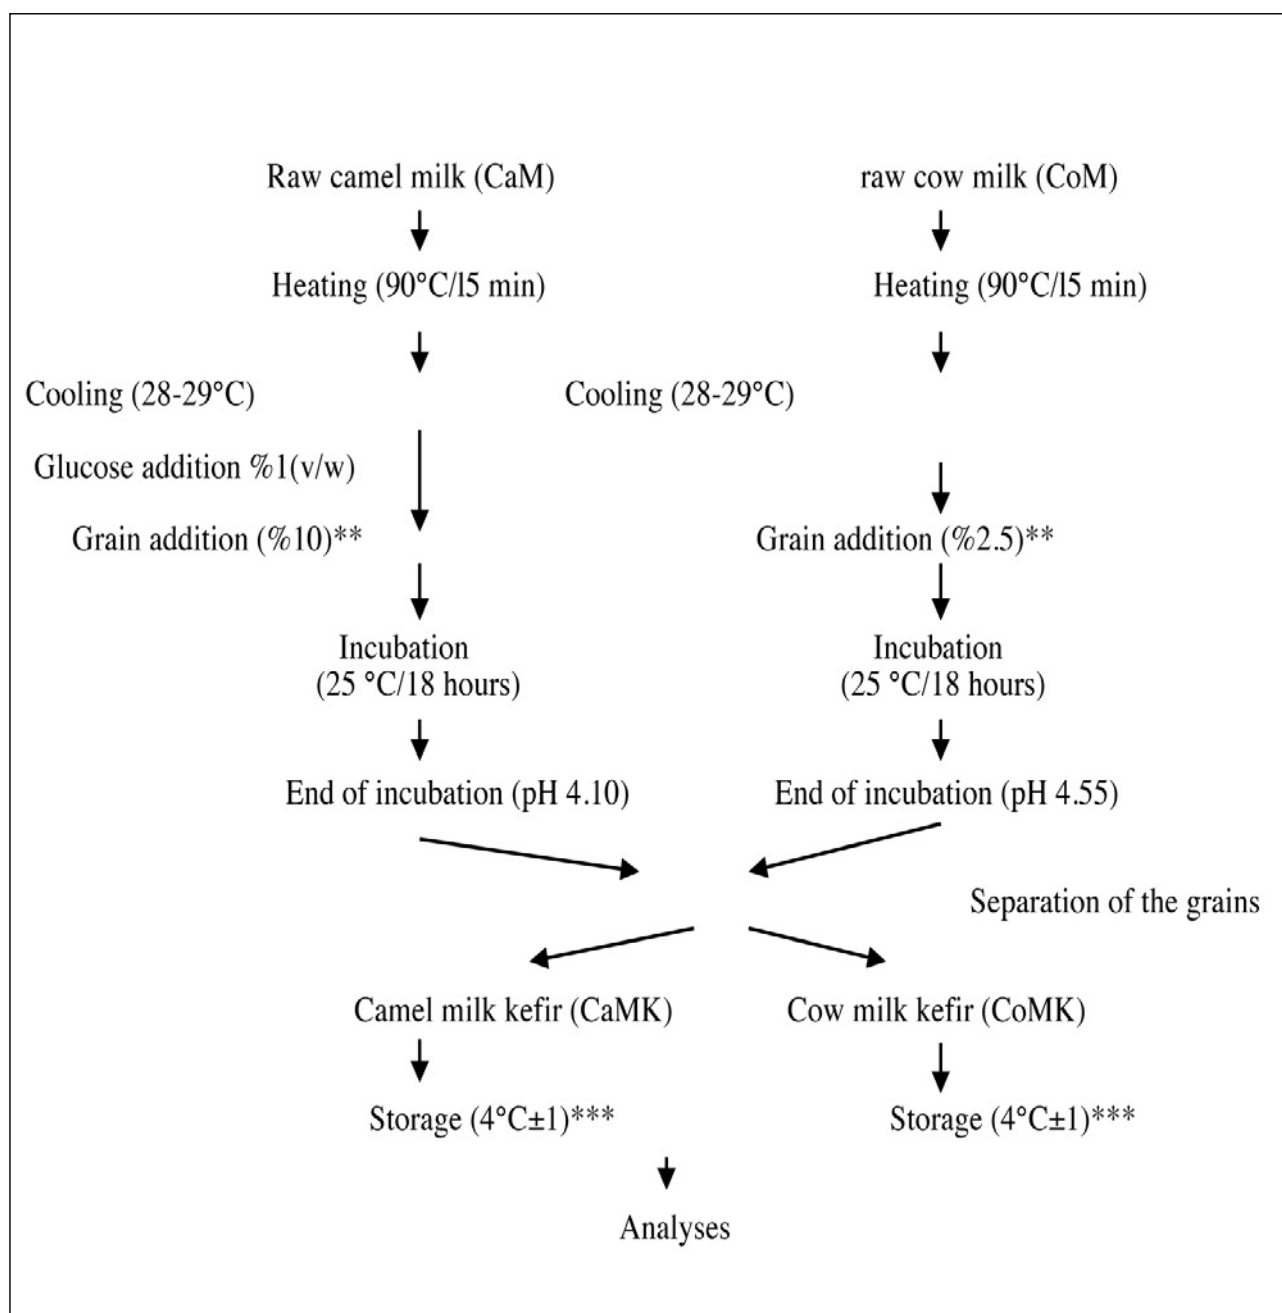 Raw camel milk (CaM)
raw cow milk (CoM)
Heating (90°C/l5 min)
Heating (90°C/l5 min)
Cooling (28-29°C)
Cooling (28-29°C)
Glucose addition %1(v/w)
Grain addition (%10)**
Grain addition (%2.5)**
Incubation
(25 °C/18 hours)
Incubation
(25 °C/18 hours)
End of incubation (pH 4.10)
End of incubation (pH 4.55)
Separation of the grains
Camel milk kefir (CaMK)
Cow milk kefir (CoMK)
Storage (4°C±1)***
Storage (4°C±1)***
Analyses